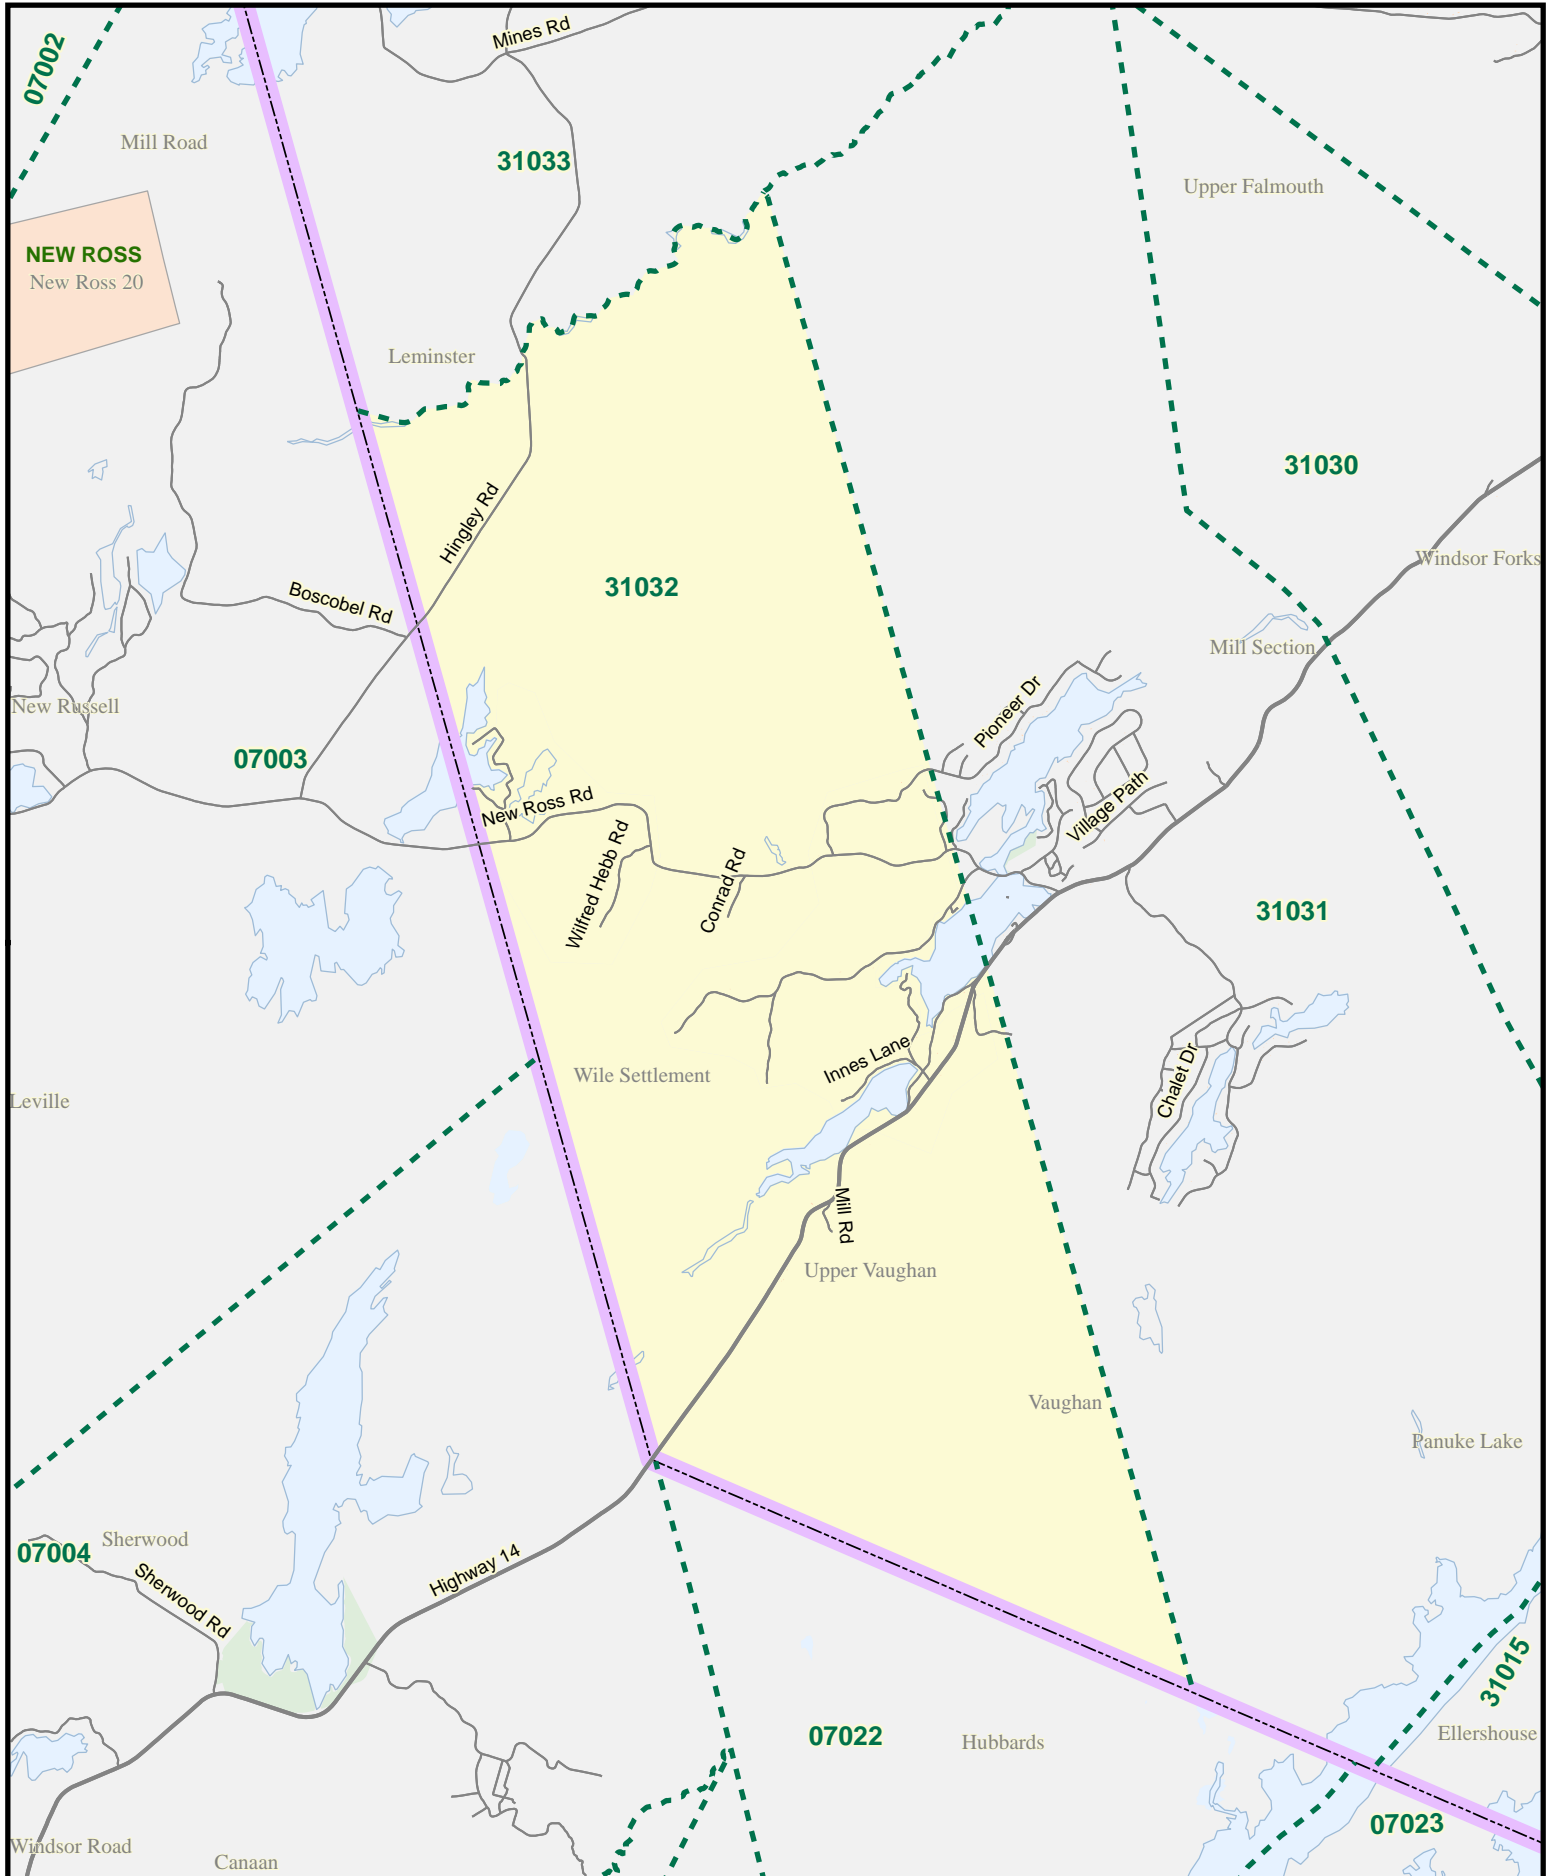 Mines Rd
07002
Mill Road
31033
Upper Falmouth
NEW ROSS
New Ross 20
Leminster
31030
Hingley Rd
Windsor Forks
31032
Boscobel Rd
Mill Section
Pioneer Dr
New Russell
07003
New Ross Rd
Village Path
Wilfred Hebb Rd
Conrad Rd
31031
Innes Lane
Wile Settlement
Chalet Dr
Leville
Mill Rd
Upper Vaughan
Vaughan
Panuke Lake
Sherwood
07004
Highway 14
Sherwood Rd
31015
07022
Hubbards
Ellershouse
07023
Windsor Road
Canaan